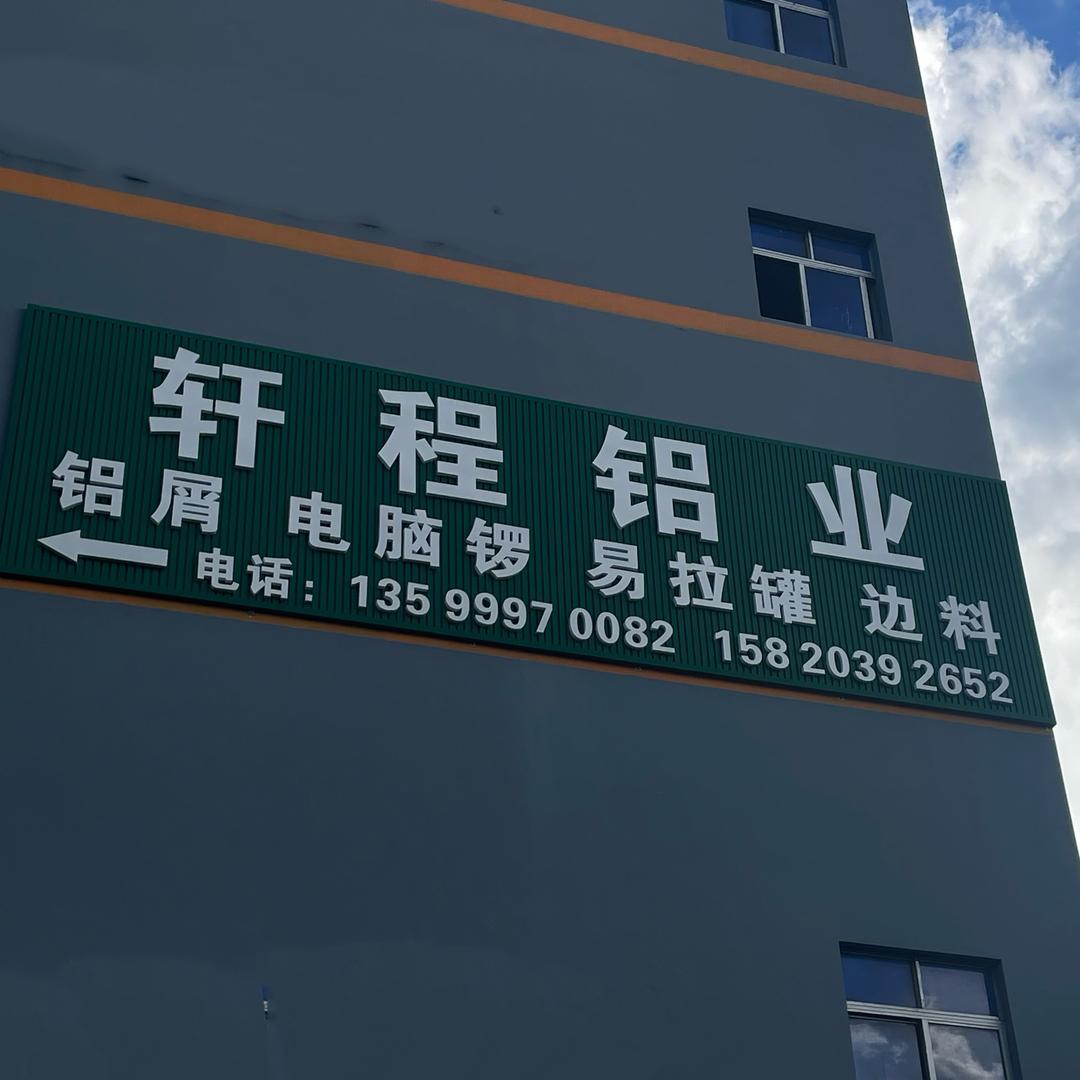 轩程铝业
铝屑 电脑锣 易拉罐 边料
电话：135 9997 0082 158 2039 2652